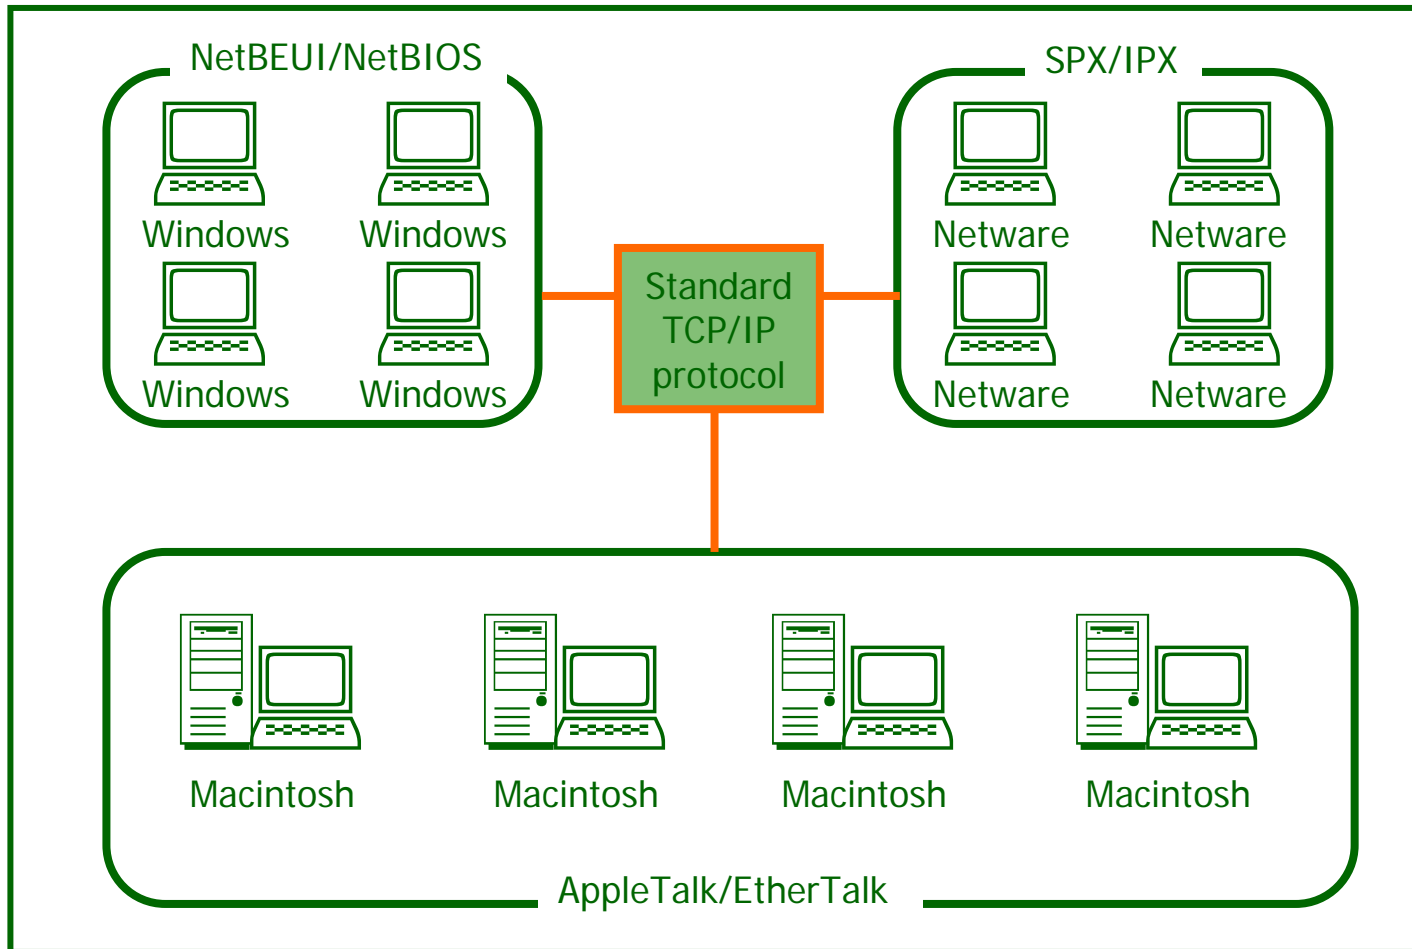 NetBEUI/NetBIOS
Windows Windows
Windows Windows
SPX/IPX
Netware Netware
Netware Netware
Standard
TCP/IP
protocol
Macintosh Macintosh Macintosh Macintosh
AppleTalk/EtherTalk